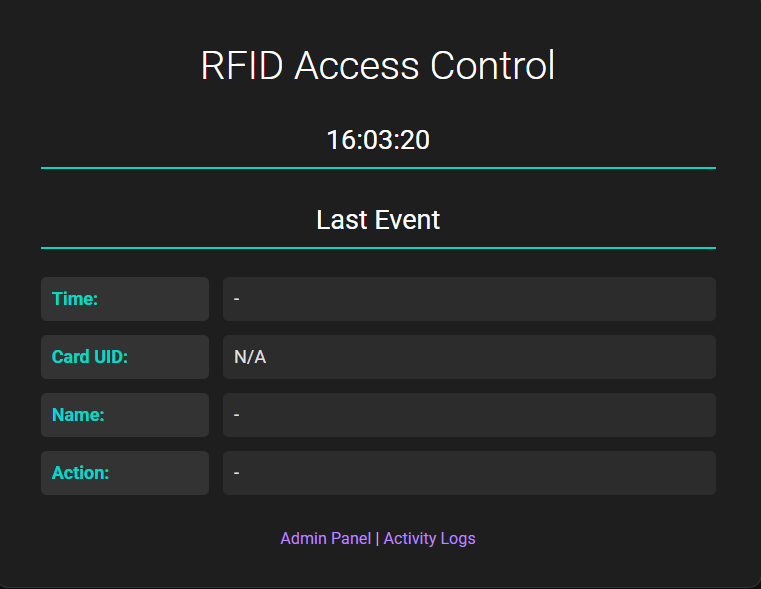 RFID Access Control
16:03:20
Last Event
Time: -
Card UID: N/A
Name: -
Action: -
Admin Panel | Activity Logs